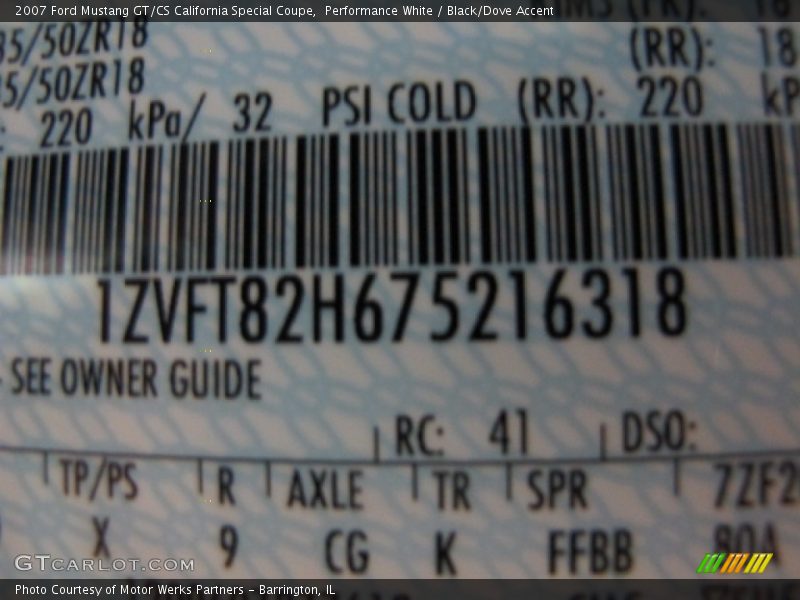 2007 Ford Mustang GT/CS California Special Coupe, Performance White / Black/Dove Accent
35/50ZR18 (RR): 18
35/50ZR18
: 220 kPa/ 32 PSI COLD (RR): 220 kP
1ZVFT82H675216318
SEE OWNER GUIDE
RC: 41 DSO:
TP/PS R AXLE TR SPR 7ZF2
X 9 CG K FFBB 80A
GTcarlot.com
Photo Courtesy of Motor Werks Partners - Barrington, IL